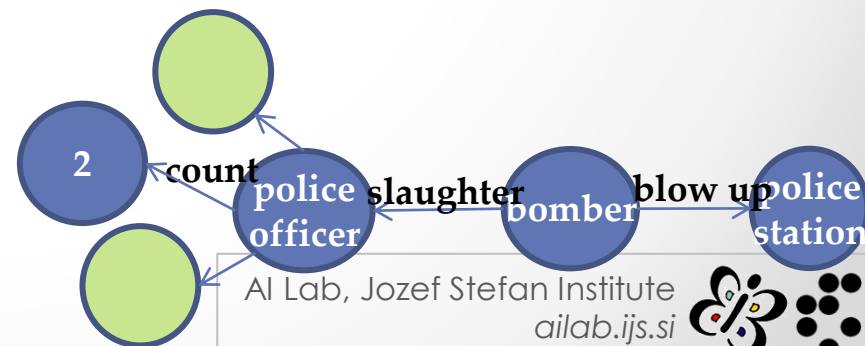 2
count
police
officer
slaughter
bomber
blow up
police
station
AI Lab, Jozef Stefan Institute
ailab.ijs.si